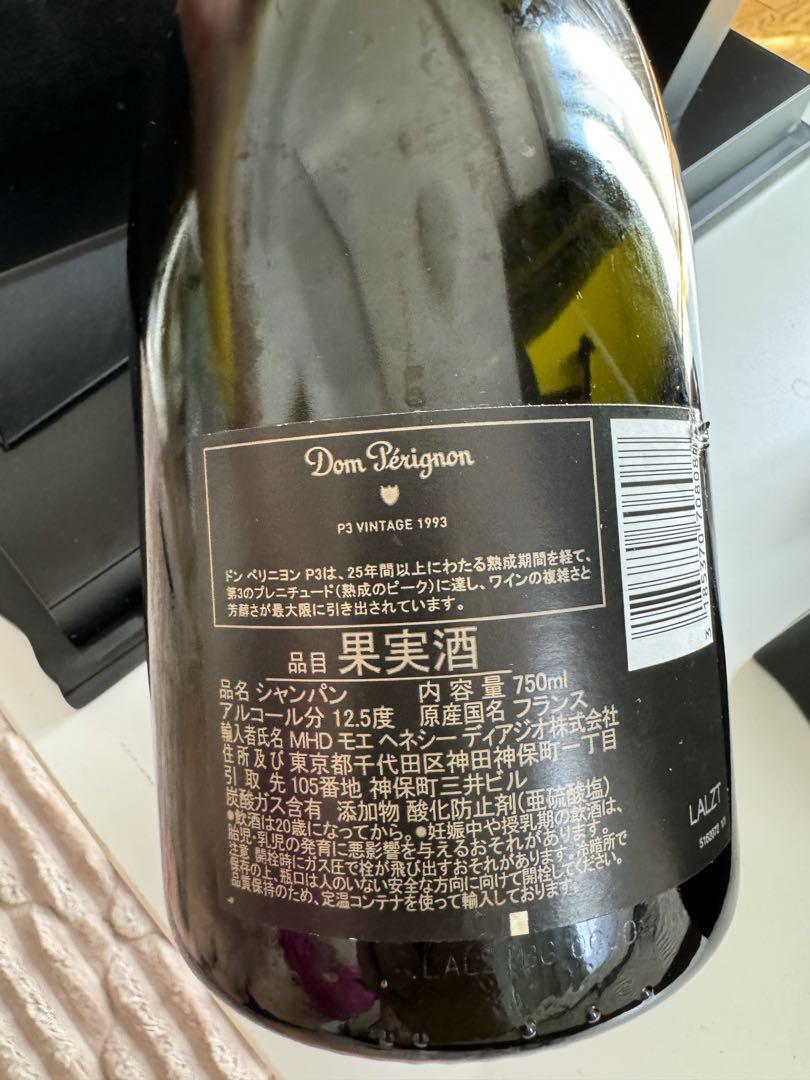 Dom Pérignon
P3 VINTAGE 1993
ドン ペリニヨン P3は、25年間以上にわたる熟成期間を経て、
第3のプレニチュード(熟成のピーク)に達し、ワインの複雑さと
芳醇さが最大限に引き出されています。
品目 果実酒
品名 シャンパン 内容量 750ml
アルコール分 12.5度 原産国名 フランス
輸入者氏名 MHD モエ ヘネシー ディアジオ株式会社
住所及び 東京都千代田区神田神保町一丁目
引取先 105番地 神保町三井ビル
炭酸ガス含有 添加物 酸化防止剤(亜硫酸塩)
●飲酒は20歳になってから。●妊娠中や授乳期の飲酒は、
胎児・乳児の発育に悪影響を与えるおそれがあります。
注意 開栓時にガス圧で栓が飛び出すおそれがあります。冷暗所で
保存の上、瓶口は人のいない安全な方向に向けて開栓してください。
品質保持のため、定温コンテナを使って輸入しております。
3 185370 70808
LALZT